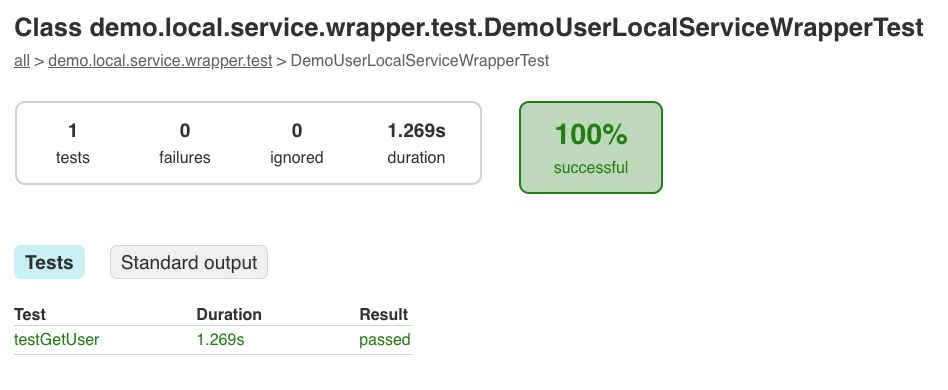 Class demo.local.service.wrapper.test.DemoUserLocalServiceWrapperTest
all > demo.local.service.wrapper.test > DemoUserLocalServiceWrapperTest
1 0 0 1.269s
tests failures ignored duration
100%
successful
Tests Standard output
Test Duration Result
testGetUser 1.269s passed